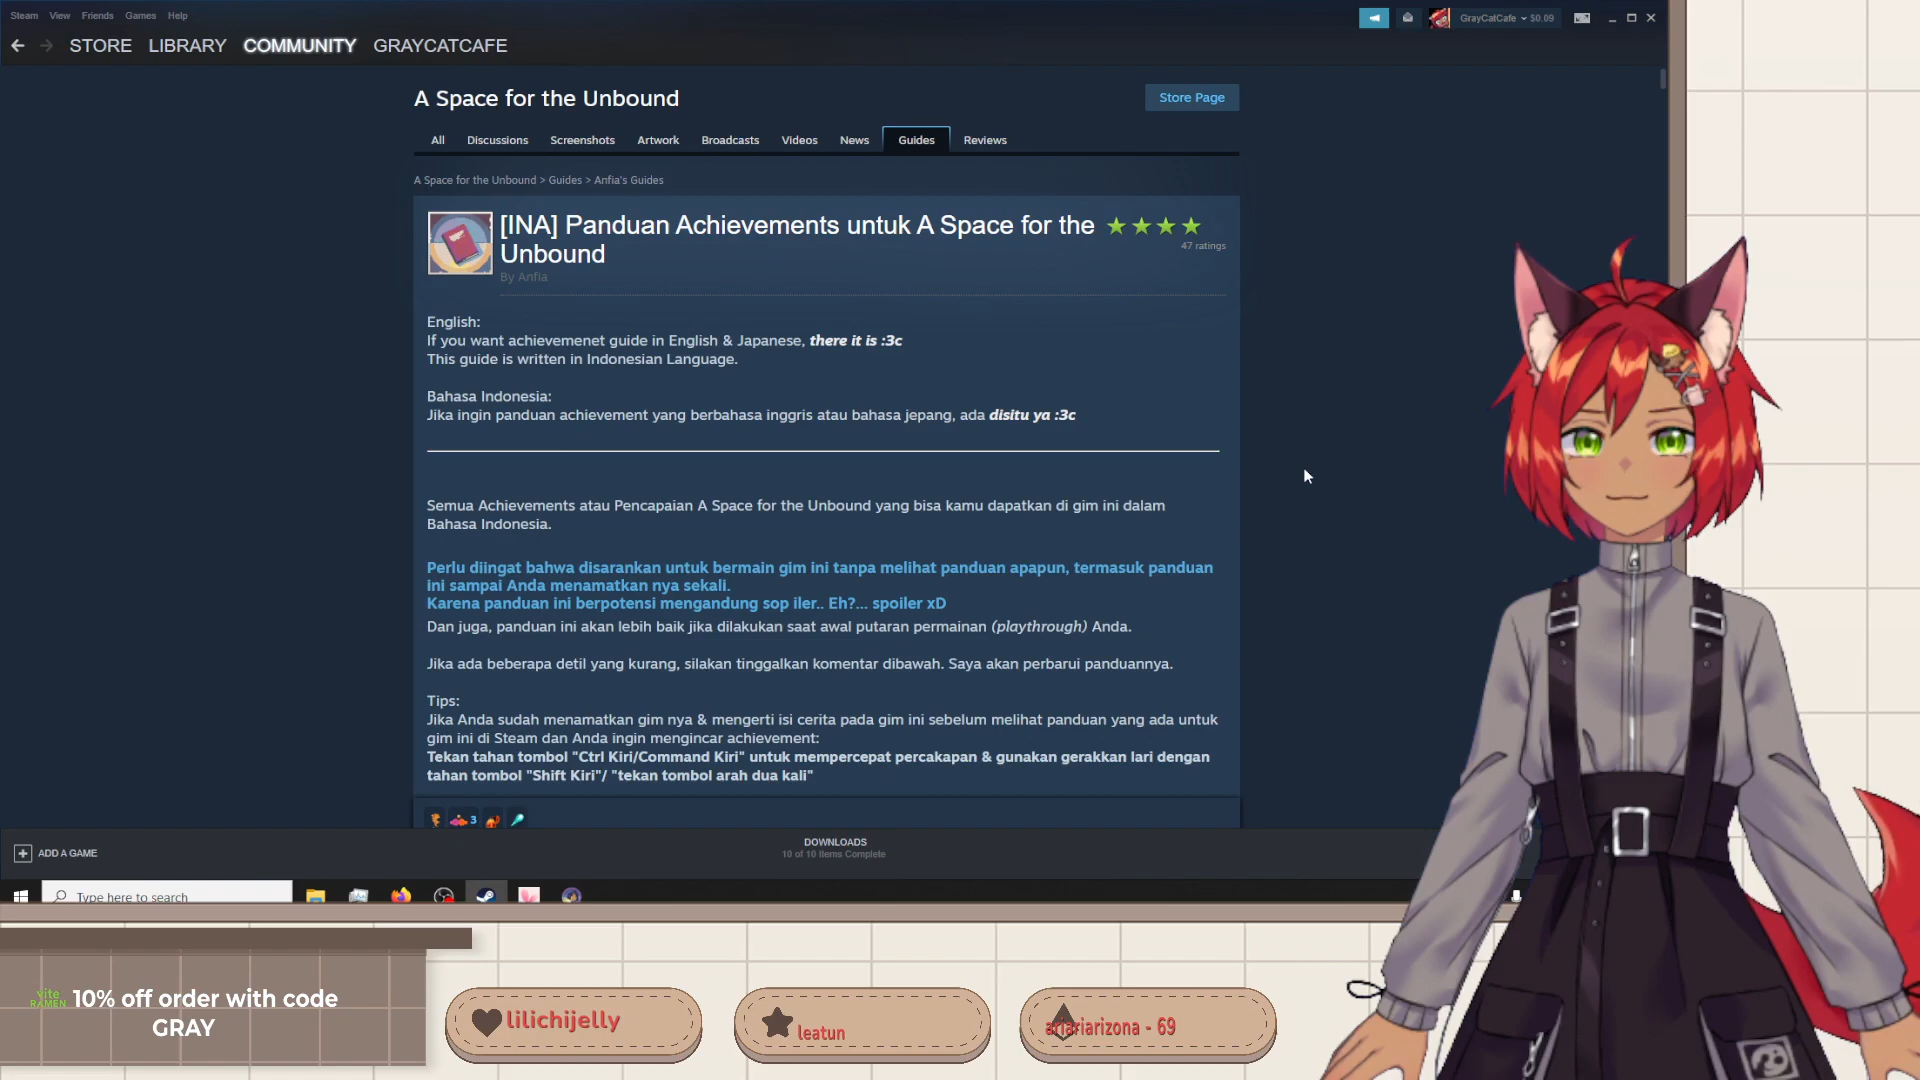 Steam View Friends Games Help
GrayCatCafe $0.09
STORE LIBRARY COMMUNITY GRAYCATCAFE
A Space for the Unbound
Store Page
All Discussions Screenshots Artwork Broadcasts Videos News Guides Reviews
A Space for the Unbound > Guides > Anfia's Guides
[INA] Panduan Achievements untuk A Space for the
Unbound
47 ratings
By Anfia
English:
If you want achievemenet guide in English & Japanese, there it is :3c
This guide is written in Indonesian Language.
Bahasa Indonesia:
Jika ingin panduan achievement yang berbahasa inggris atau bahasa jepang, ada disitu ya :3c
Semua Achievements atau Pencapaian A Space for the Unbound yang bisa kamu dapatkan di gim ini dalam
Bahasa Indonesia.
Perlu diingat bahwa disarankan untuk bermain gim ini tanpa melihat panduan apapun, termasuk panduan
ini sampai Anda menamatkan nya sekali.
Karena panduan ini berpotensi mengandung sop iler.. Eh?... spoiler xD
Dan juga, panduan ini akan lebih baik jika dilakukan saat awal putaran permainan (playthrough) Anda.
Jika ada beberapa detil yang kurang, silakan tinggalkan komentar dibawah. Saya akan perbarui panduannya.
Tips:
Jika Anda sudah menamatkan gim nya & mengerti isi cerita pada gim ini sebelum melihat panduan yang ada untuk
gim ini di Steam dan Anda ingin mengincar achievement:
Tekan tahan tombol "Ctrl Kiri/Command Kiri" untuk mempercepat percakapan & gunakan gerakkan lari dengan
tahan tombol "Shift Kiri"/ "tekan tombol arah dua kali"
3
ADD A GAME
DOWNLOADS
10 of 10 Items Complete
Type here to search
vite
RAMEN
10% off order with code
GRAY
lilichijelly
leatun
ariariarizona - 69